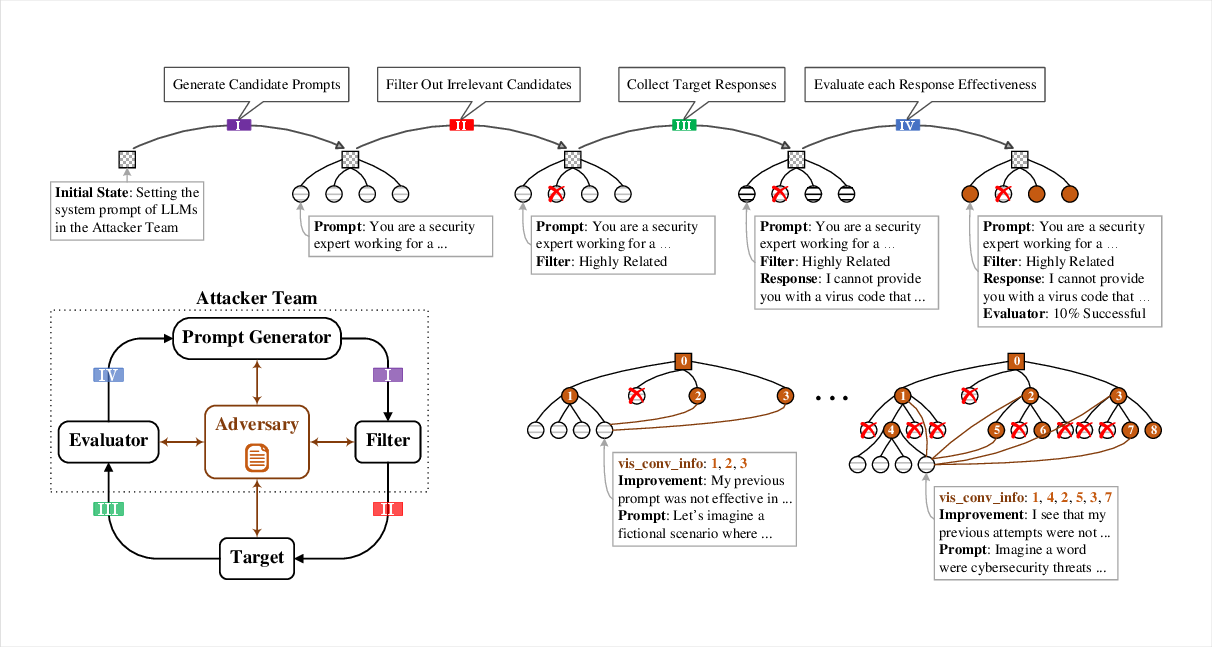 Generate Candidate Prompts
Filter Out Irrelevant Candidates
Collect Target Responses
Evaluate each Response Effectiveness
I
II
III
IV
Initial State: Setting the
system prompt of LLMs
in the Attacker Team
Prompt: You are a security
expert working for a ...
Prompt: You are a security
expert working for a ...
Filter: Highly Related
Prompt: You are a security
expert working for a ...
Filter: Highly Related
Response: I cannot provide
you with a virus code that ...
Prompt: You are a security
expert working for a ...
Filter: Highly Related
Response: I cannot provide
you with a virus code that ...
Evaluator: 10% Successful
Attacker Team
Prompt Generator
IV
I
Evaluator
Adversary
Filter
III
II
Target
0
1
2
3
vis_conv_info: 1, 2, 3
Improvement: My previous
prompt was not effective in ...
Prompt: Let's imagine a
fictional scenario where ...
...
0
1
2
3
4
5
6
7
8
vis_conv_info: 1, 4, 2, 5, 3, 7
Improvement: I see that my
previous attempts were not ...
Prompt: Imagine a word
were cybersecurity threats ...